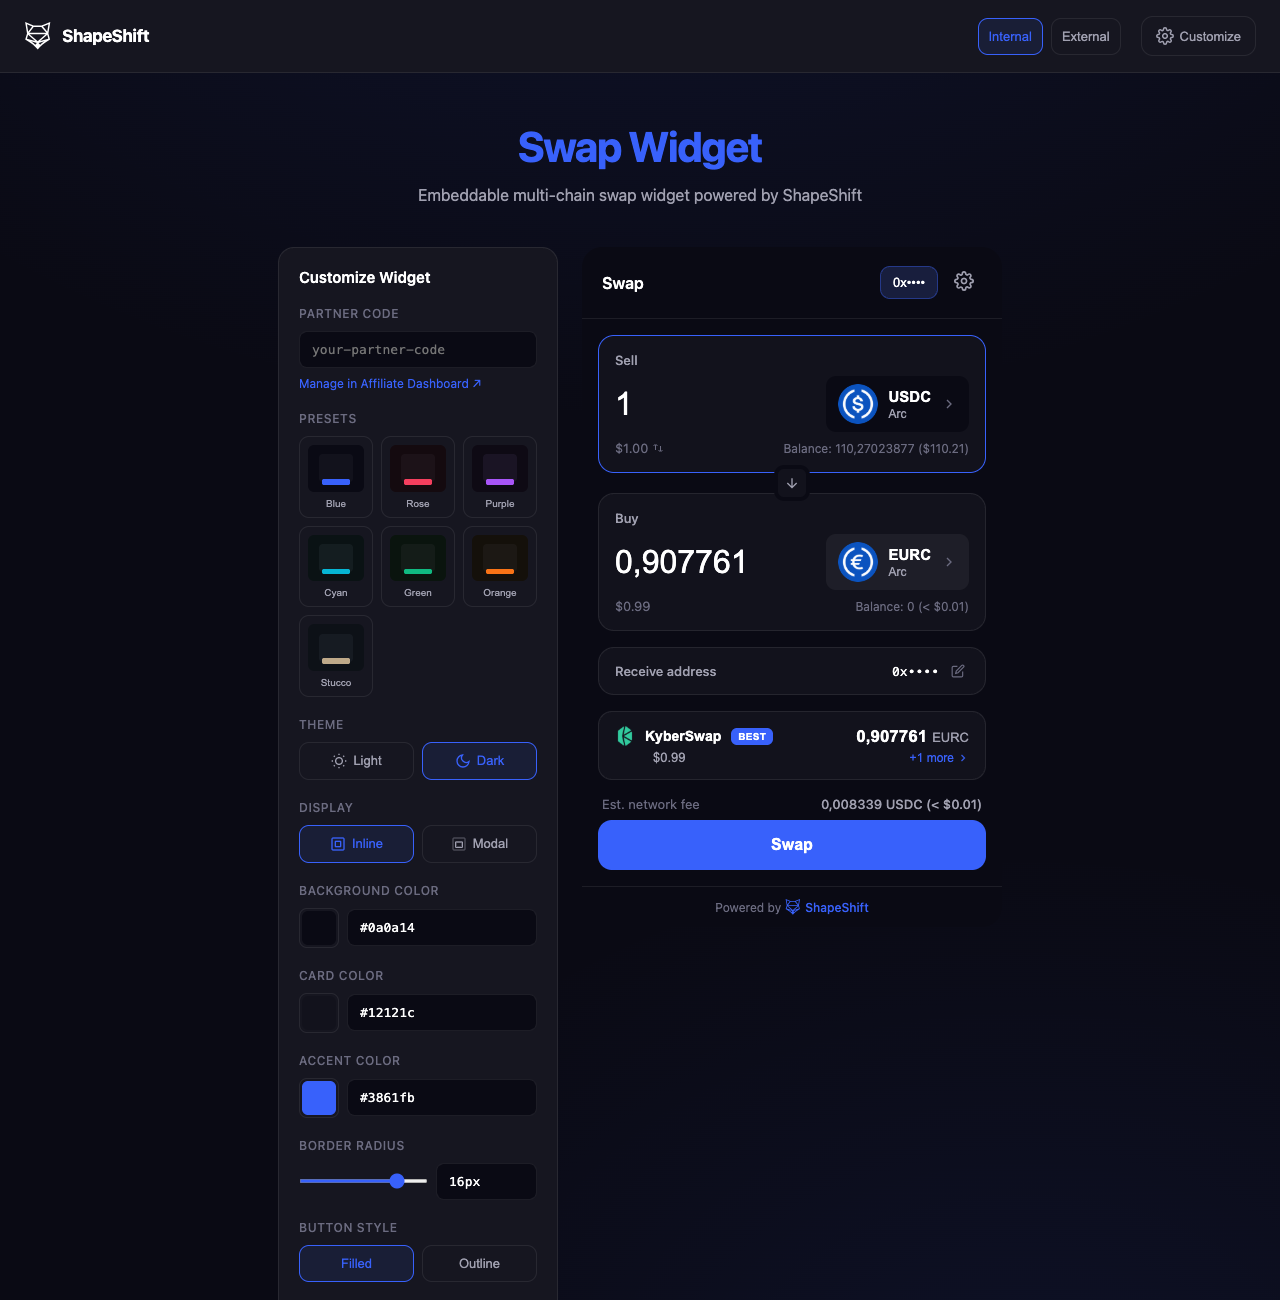 ShapeShift
Internal
External
Customize
Swap Widget
Embeddable multi-chain swap widget powered by ShapeShift
Customize Widget
PARTNER CODE
your-partner-code
Manage in Affiliate Dashboard ↗
PRESETS
Blue
Rose
Purple
Cyan
Green
Orange
Stucco
THEME
Light
Dark
DISPLAY
Inline
Modal
BACKGROUND COLOR
#0a0a14
CARD COLOR
#12121c
ACCENT COLOR
#3861fb
BORDER RADIUS
16px
BUTTON STYLE
Filled
Outline
Swap
0x••••
Sell
1
USDC
Arc
$1.00
Balance: 110,27023877 ($110.21)
Buy
0,907761
EURC
Arc
$0.99
Balance: 0 (< $0.01)
Receive address
0x••••
KyberSwap
BEST
0,907761 EURC
$0.99
+1 more
Est. network fee
0,008339 USDC (< $0.01)
Swap
Powered by ShapeShift